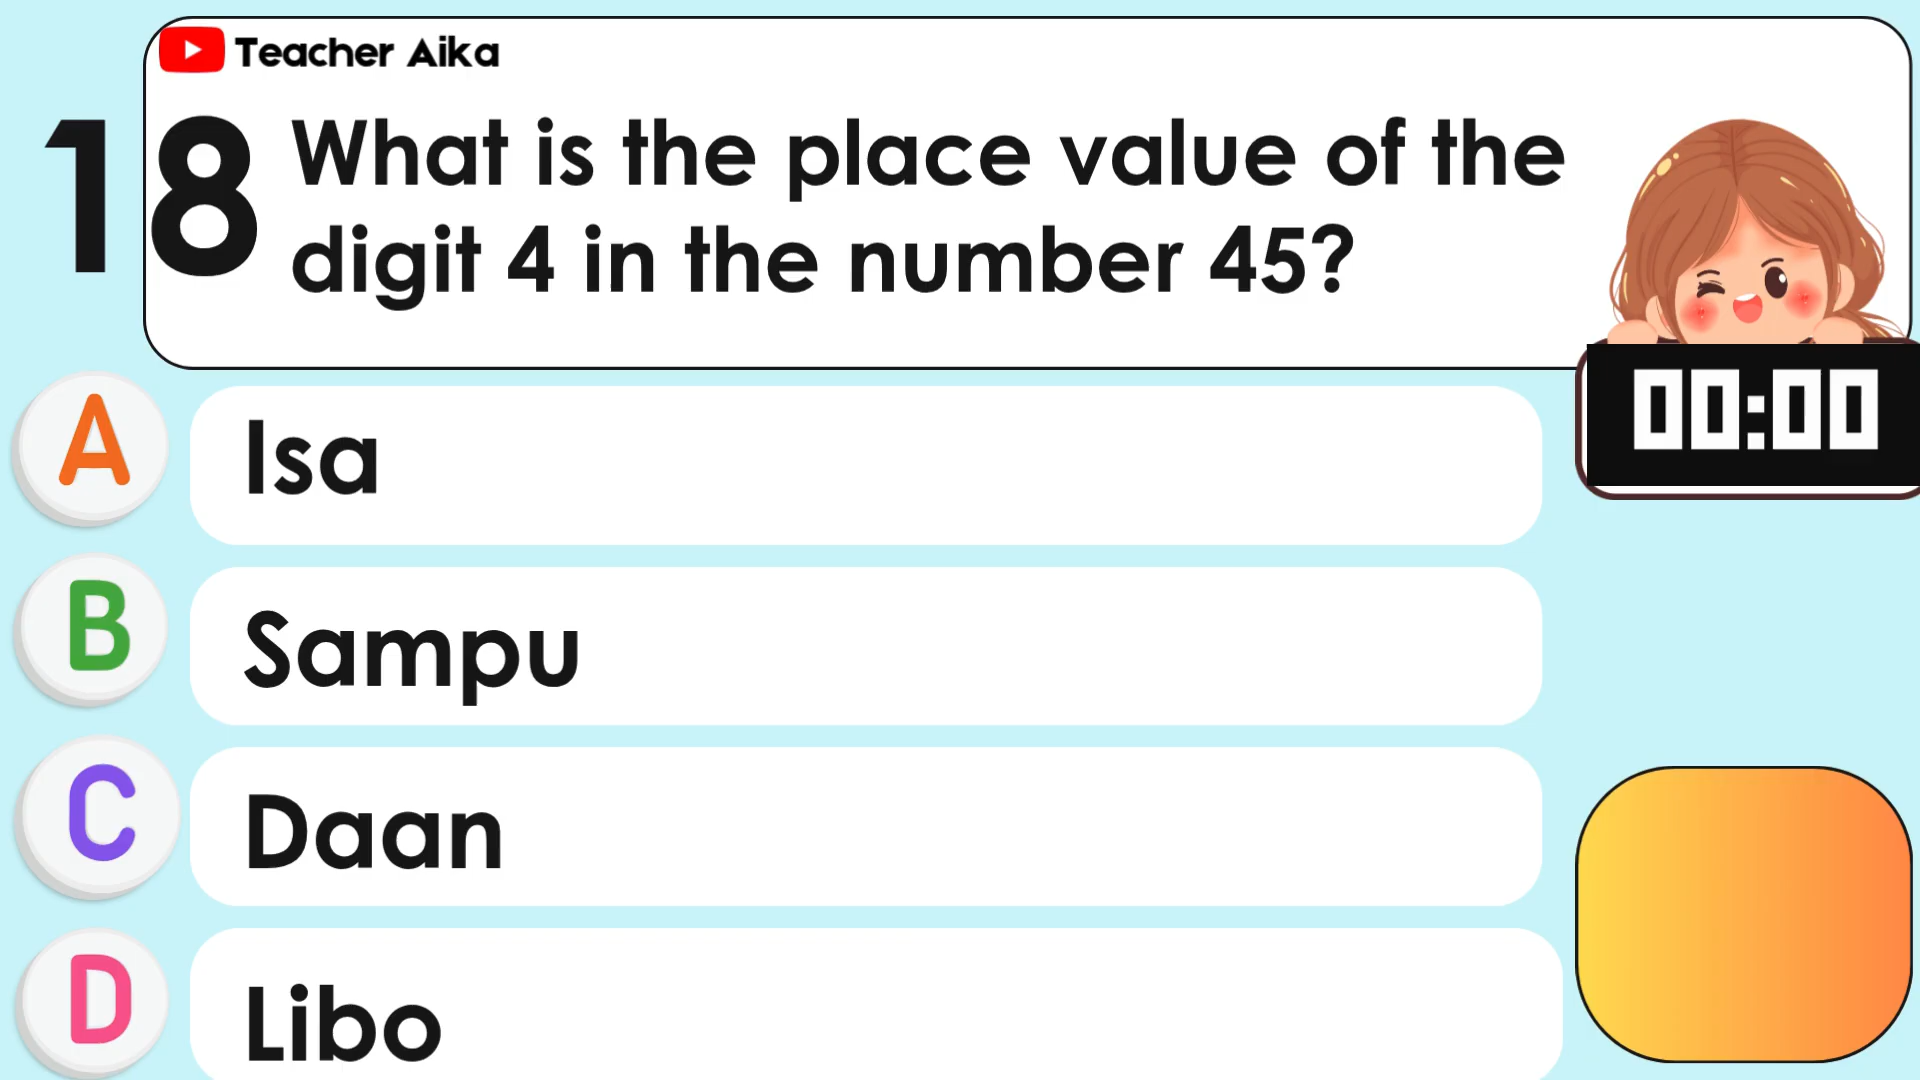 Teacher Aika
18
What is the place value of the
digit 4 in the number 45?
00:00
A
Isa
B
Sampu
C
Daan
D
Libo